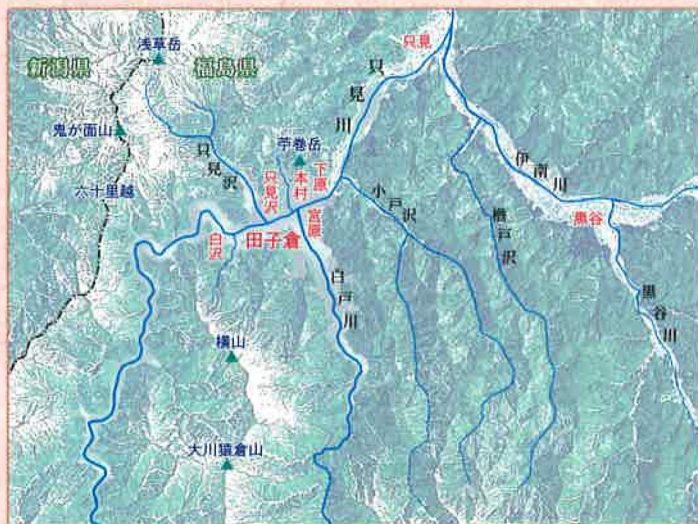 浅草岳
新潟県
福島県
鬼が面山
六十里越
只見沢
苧巻岳
只見
只見川
伊南川
楢戸沢
黒谷
黒谷川
小戸沢
下原
本村
只見沢
宮原
田子倉
白沢
白戸川
横山
大川猿倉山